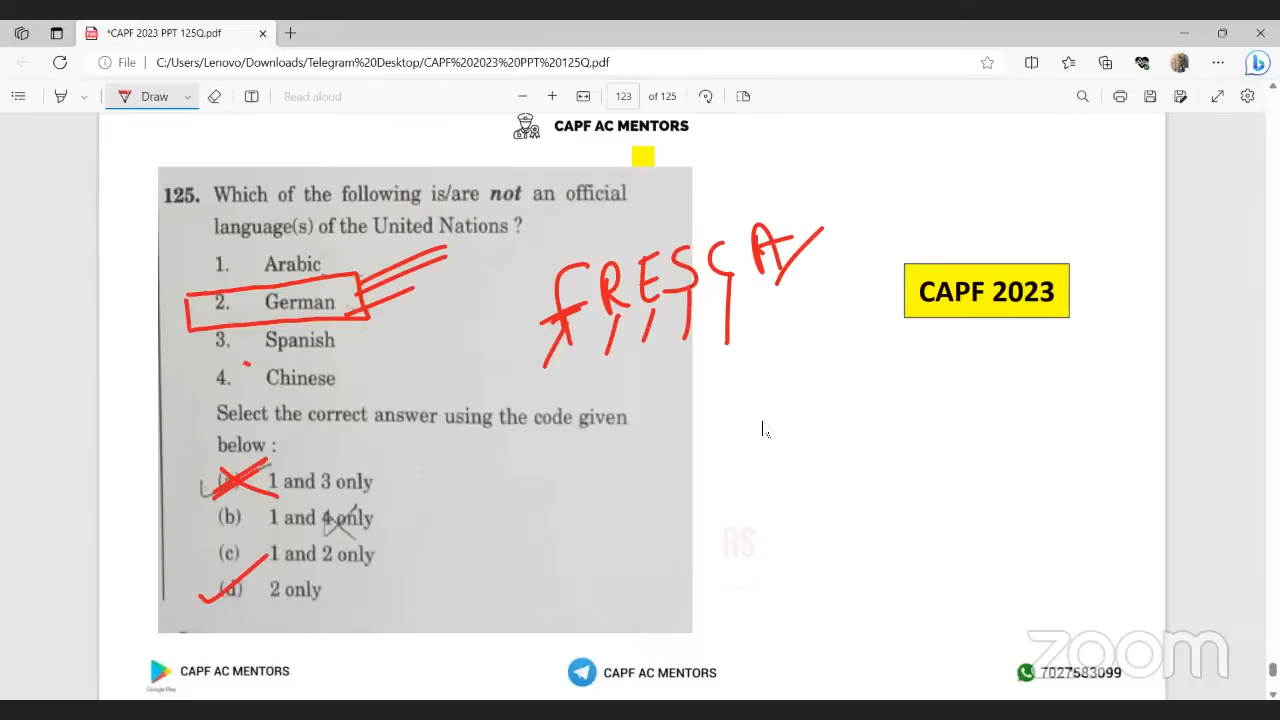 *CAPF 2023 PPT 125Q.pdf
File C:/Users/Lenovo/Downloads/Telegram%20Desktop/CAPF%202023%20PPT%20125Q.pdf
Draw Read aloud 123 of 125
CAPF AC MENTORS
125. Which of the following is/are not an official
language(s) of the United Nations ?
1. Arabic
2. German
3. Spanish
4. Chinese
Select the correct answer using the code given
below :
1 and 3 only
(b) 1 and 4 only
(c) 1 and 2 only
(d) 2 only
FRESCA
CAPF 2023
RS
CAPF AC MENTORS
Google Play
CAPF AC MENTORS
7027583099
zoom